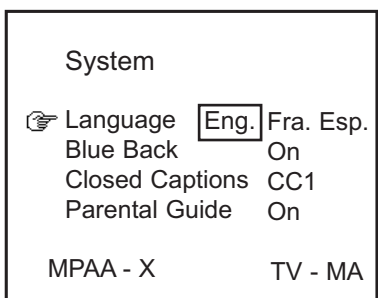 System
Language Eng. Fra. Esp.
Blue Back On
Closed Captions CC1
Parental Guide On
MPAA - X TV - MA